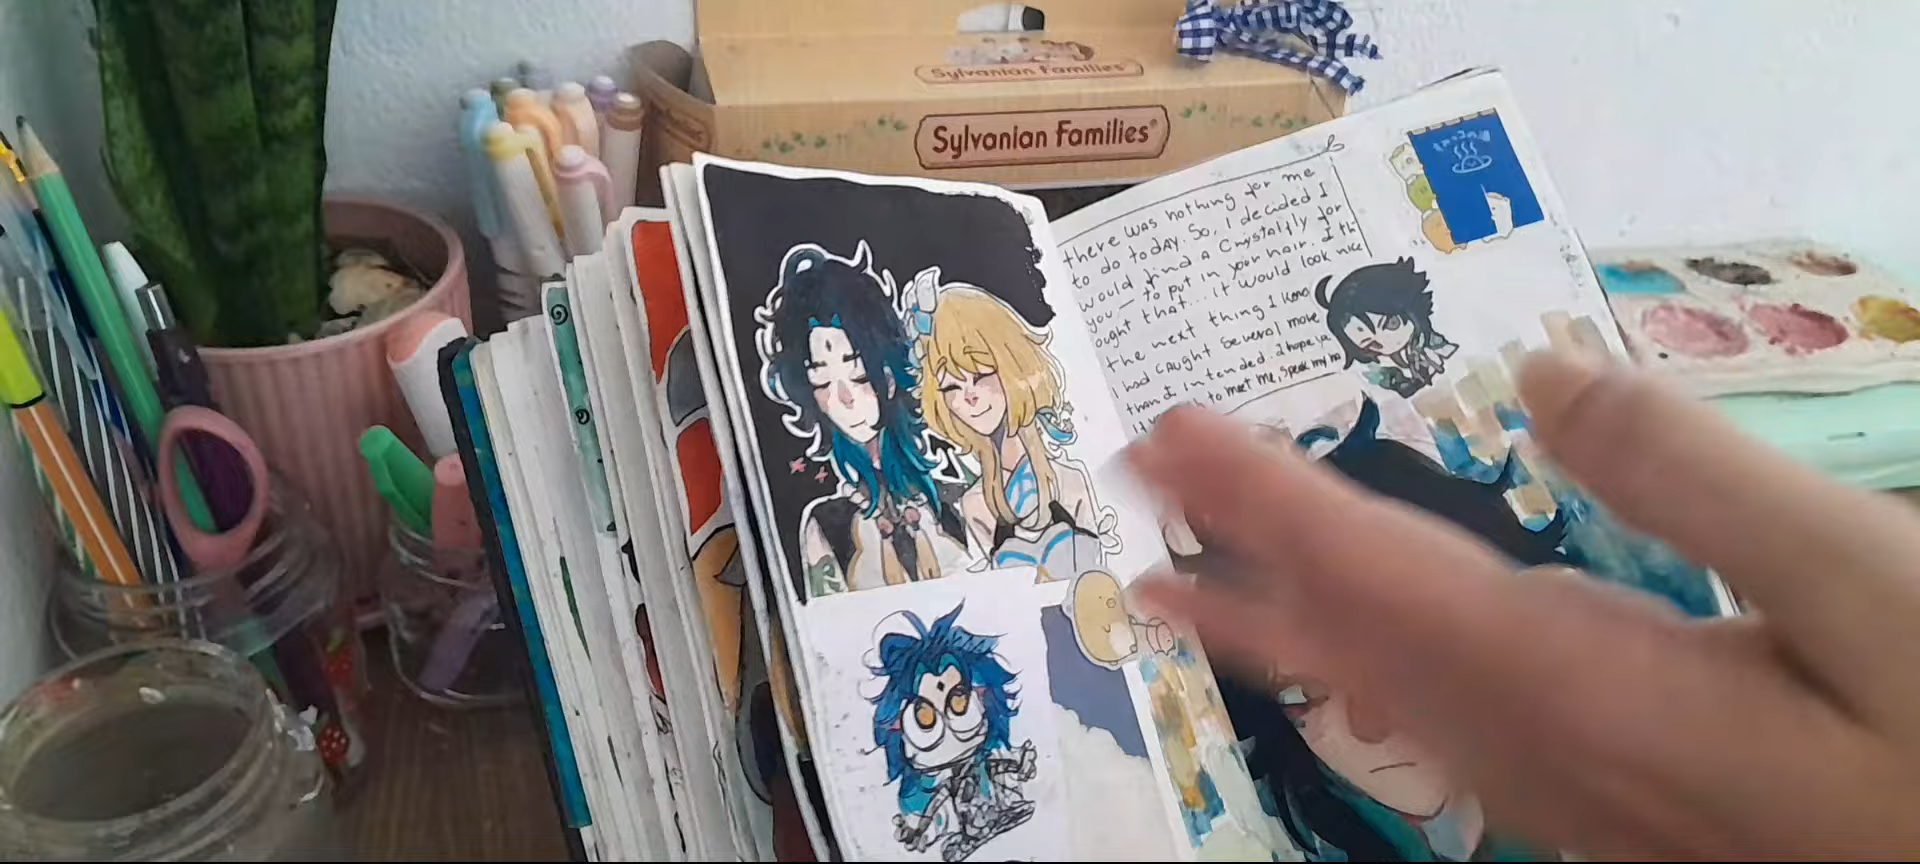 Sylvanian Families
Sylvanian Families®
there was nothing for me
to do today. So, I decided I
would find a Crystalfly for
you — to put in your hair. I th
ought that... it would look nice
the next thing I
I had caught several more
than I intended. I hope
to meet me, speak my